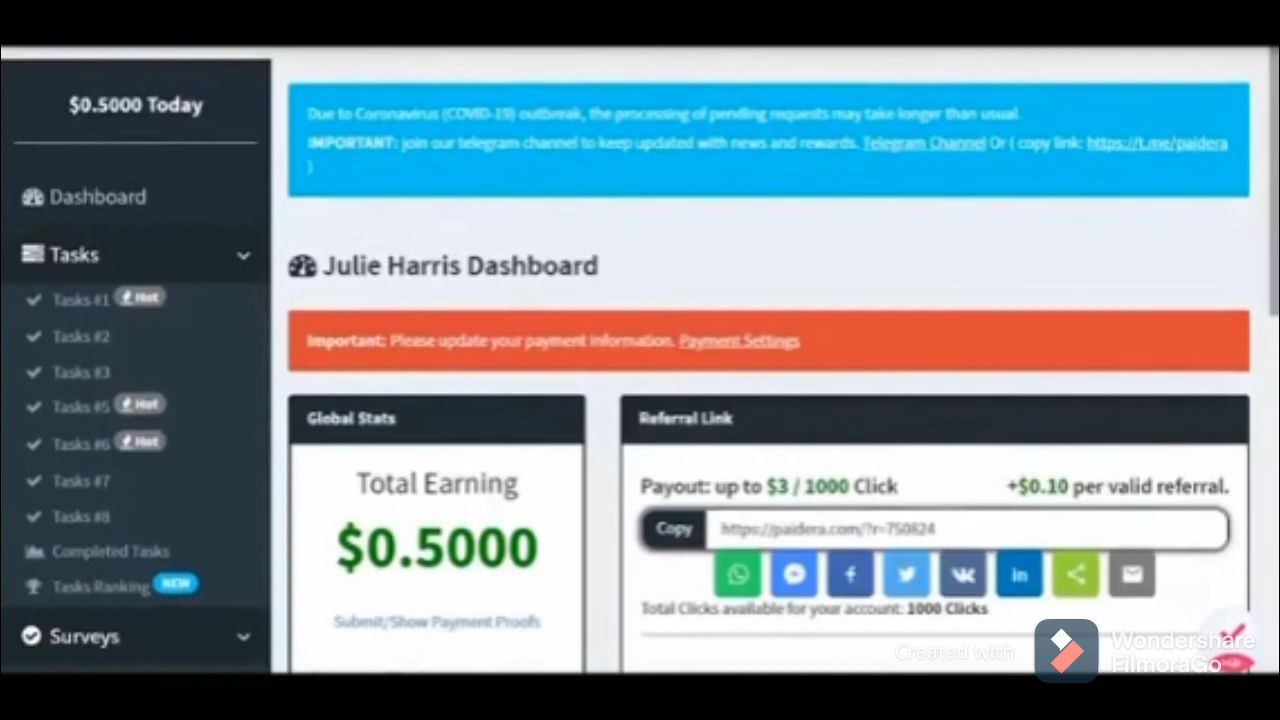 $0.5000 Today
Dashboard
Tasks
Tasks #1 Hot
Tasks #2
Tasks #3
Tasks #5 Hot
Tasks #6 Hot
Tasks #7
Tasks #8
Completed Tasks
Tasks Ranking NEW
Surveys
Due to Coronavirus (COVID-19) outbreak, the processing of pending requests may take longer than usual.
IMPORTANT: join our telegram channel to keep updated with news and rewards. Telegram Channel Or ( copy link: https://t.me/paidera
)
Julie Harris Dashboard
Important: Please update your payment information. Payment Settings
Global Stats
Total Earning
$0.5000
Submit/Show Payment Proofs
Referral Link
Payout: up to $3 / 1000 Click +$0.10 per valid referral.
Copy https://paidera.com/?r=750824
in
Total Clicks available for your account: 1000 Clicks
Created with Wondershare
FilmoraGo